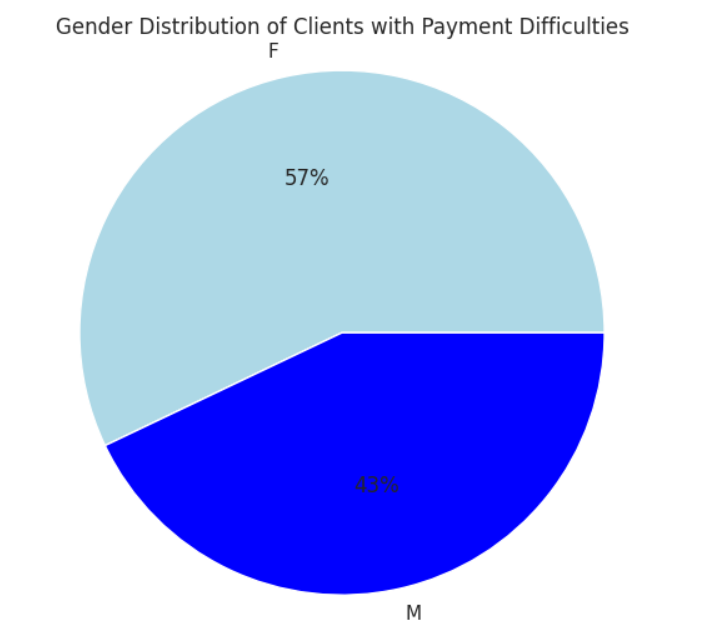 Gender Distribution of Clients with Payment Difficulties
F
57%
43%
M